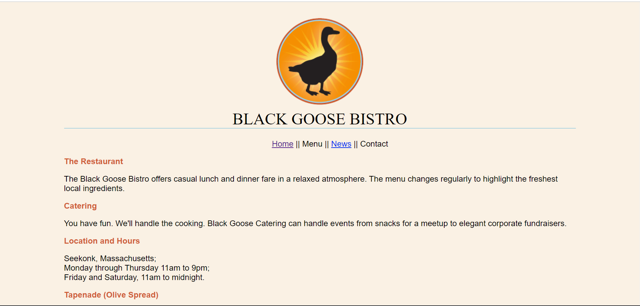 BLACK GOOSE BISTRO
Home || Menu || News || Contact
The Restaurant
The Black Goose Bistro offers casual lunch and dinner fare in a relaxed atmosphere. The menu changes regularly to highlight the freshest
local ingredients.
Catering
You have fun. We'll handle the cooking. Black Goose Catering can handle events from snacks for a meetup to elegant corporate fundraisers.
Location and Hours
Seekonk, Massachusetts;
Monday through Thursday 11am to 9pm;
Friday and Saturday, 11am to midnight.
Tapenade (Olive Spread)